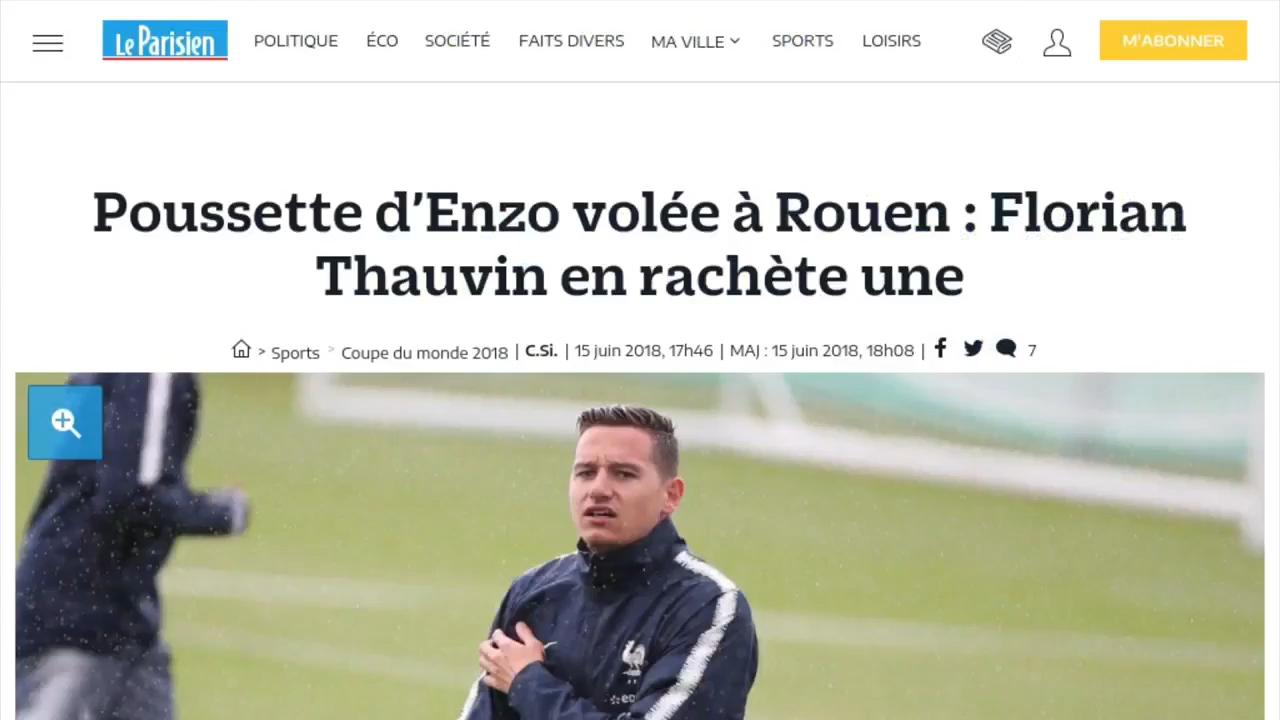 Le Parisien POLITIQUE ÉCO SOCIÉTÉ FAITS DIVERS MA VILLE SPORTS LOISIRS M'ABONNER
Poussette d’Enzo volée à Rouen : Florian
Thauvin en rachète une
> Sports > Coupe du monde 2018 | C.Si. | 15 juin 2018, 17h46 | MAJ : 15 juin 2018, 18h08 | 7